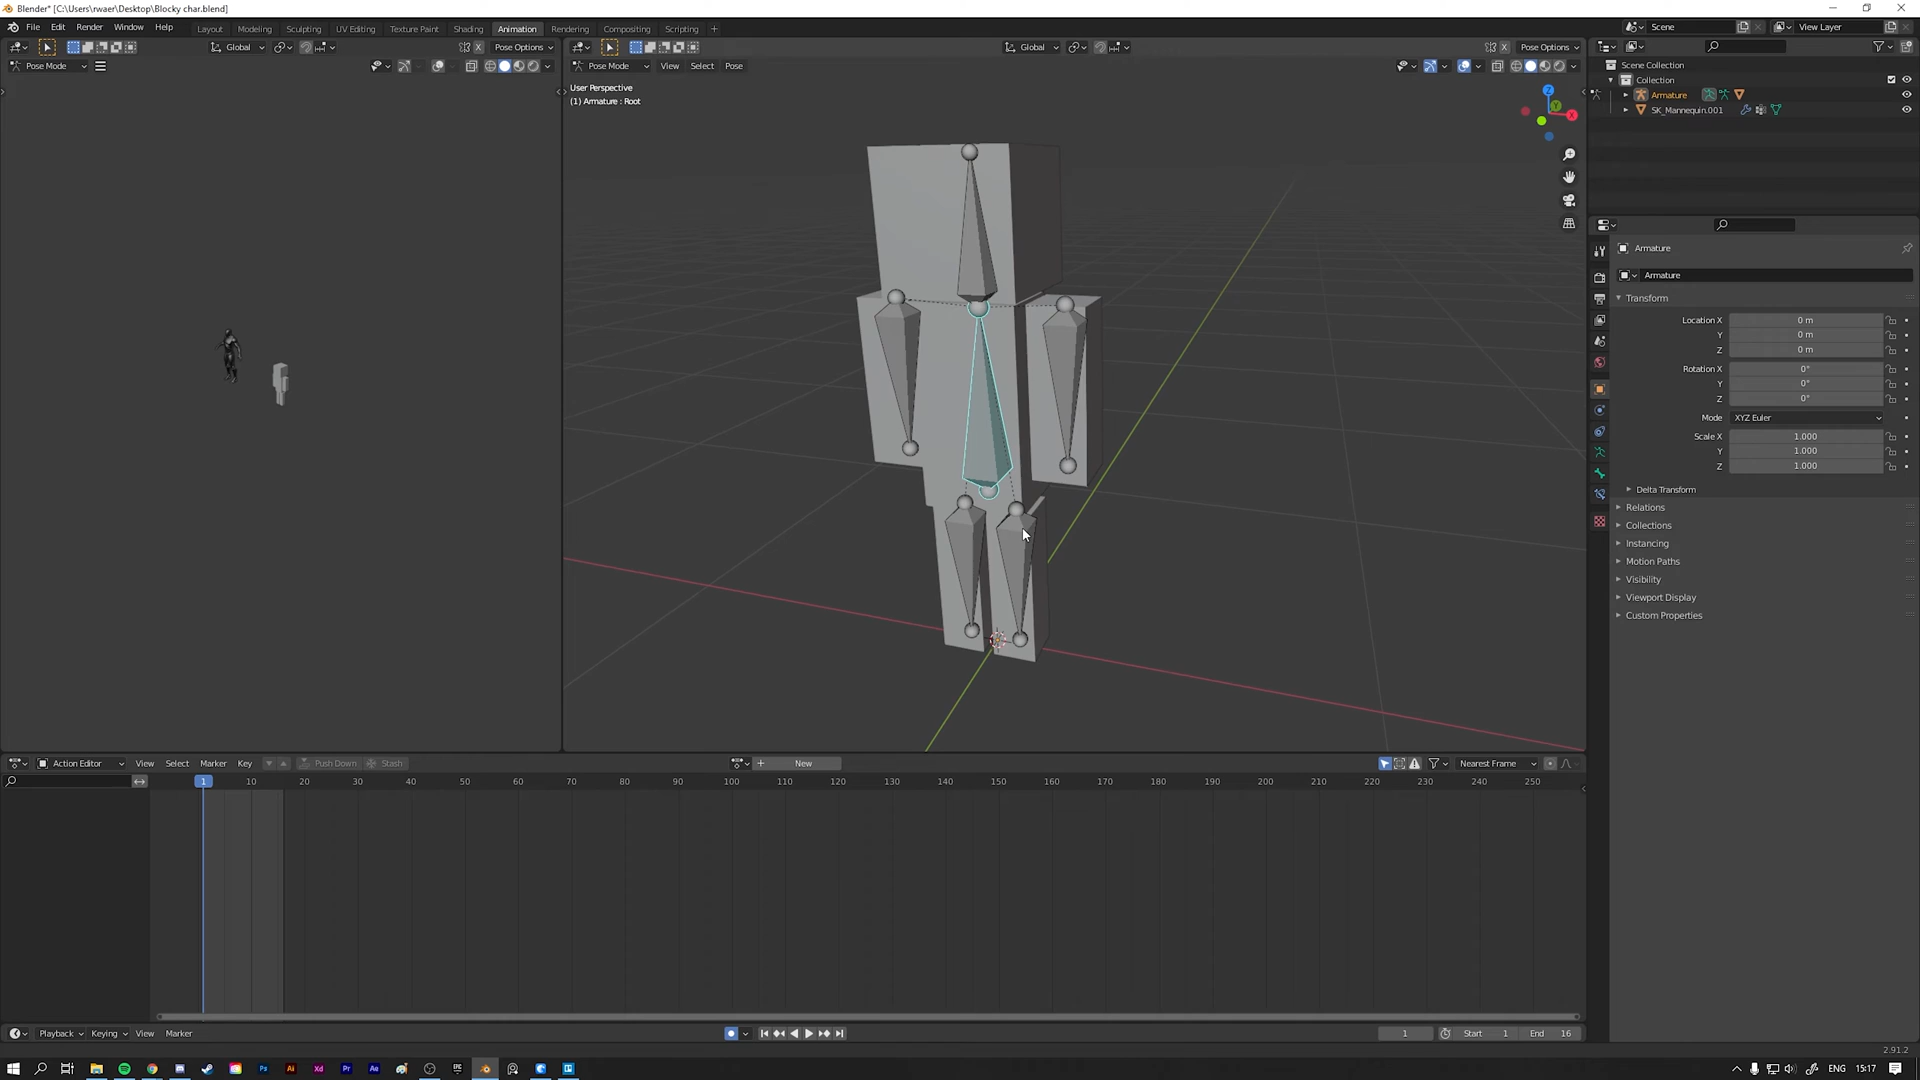 Blender* [C:\Users\rwaer\Desktop\Blocky char.blend]
File Edit Render Window Help
Layout Modeling Sculpting UV Editing Texture Paint Shading Animation Rendering Compositing Scripting +
Scene
View Layer
Global
Pose Options
Global
Pose Options
Pose Mode
Pose Mode View Select Pose
User Perspective
(1) Armature : Root
Z
Y
X
Scene Collection
Collection
Armature
SK_Mannequin.001
Armature
Armature
Transform
Location X 0 m
Y 0 m
Z 0 m
Rotation X 0°
Y 0°
Z 0°
Mode XYZ Euler
Scale X 1.000
Y 1.000
Z 1.000
Delta Transform
Relations
Collections
Instancing
Motion Paths
Visibility
Viewport Display
Custom Properties
Action Editor View Select Marker Key Push Down Stash
+ New
Nearest Frame
1 10 20 30 40 50 60 70 80 90 100 110 120 130 140 150 160 170 180 190 200 210 220 230 240 250
Playback Keying View Marker
1 Start 1 End 16
2.91.2
Ps Ai Xd Pr Ae
ENG 15:17